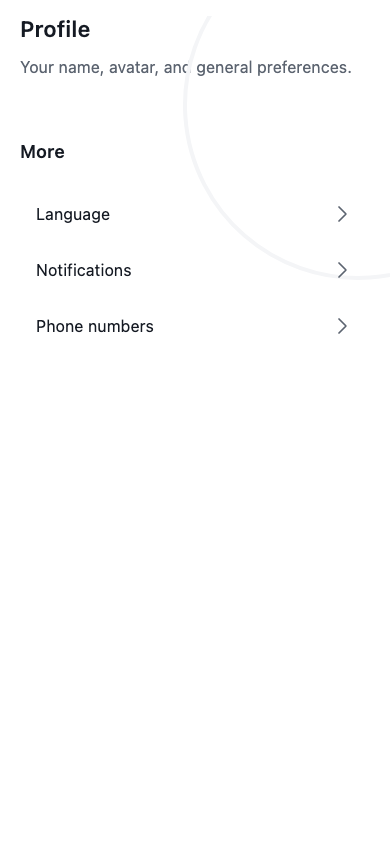 Profile
Your name, avatar, and general preferences.
More
Language
Notifications
Phone numbers